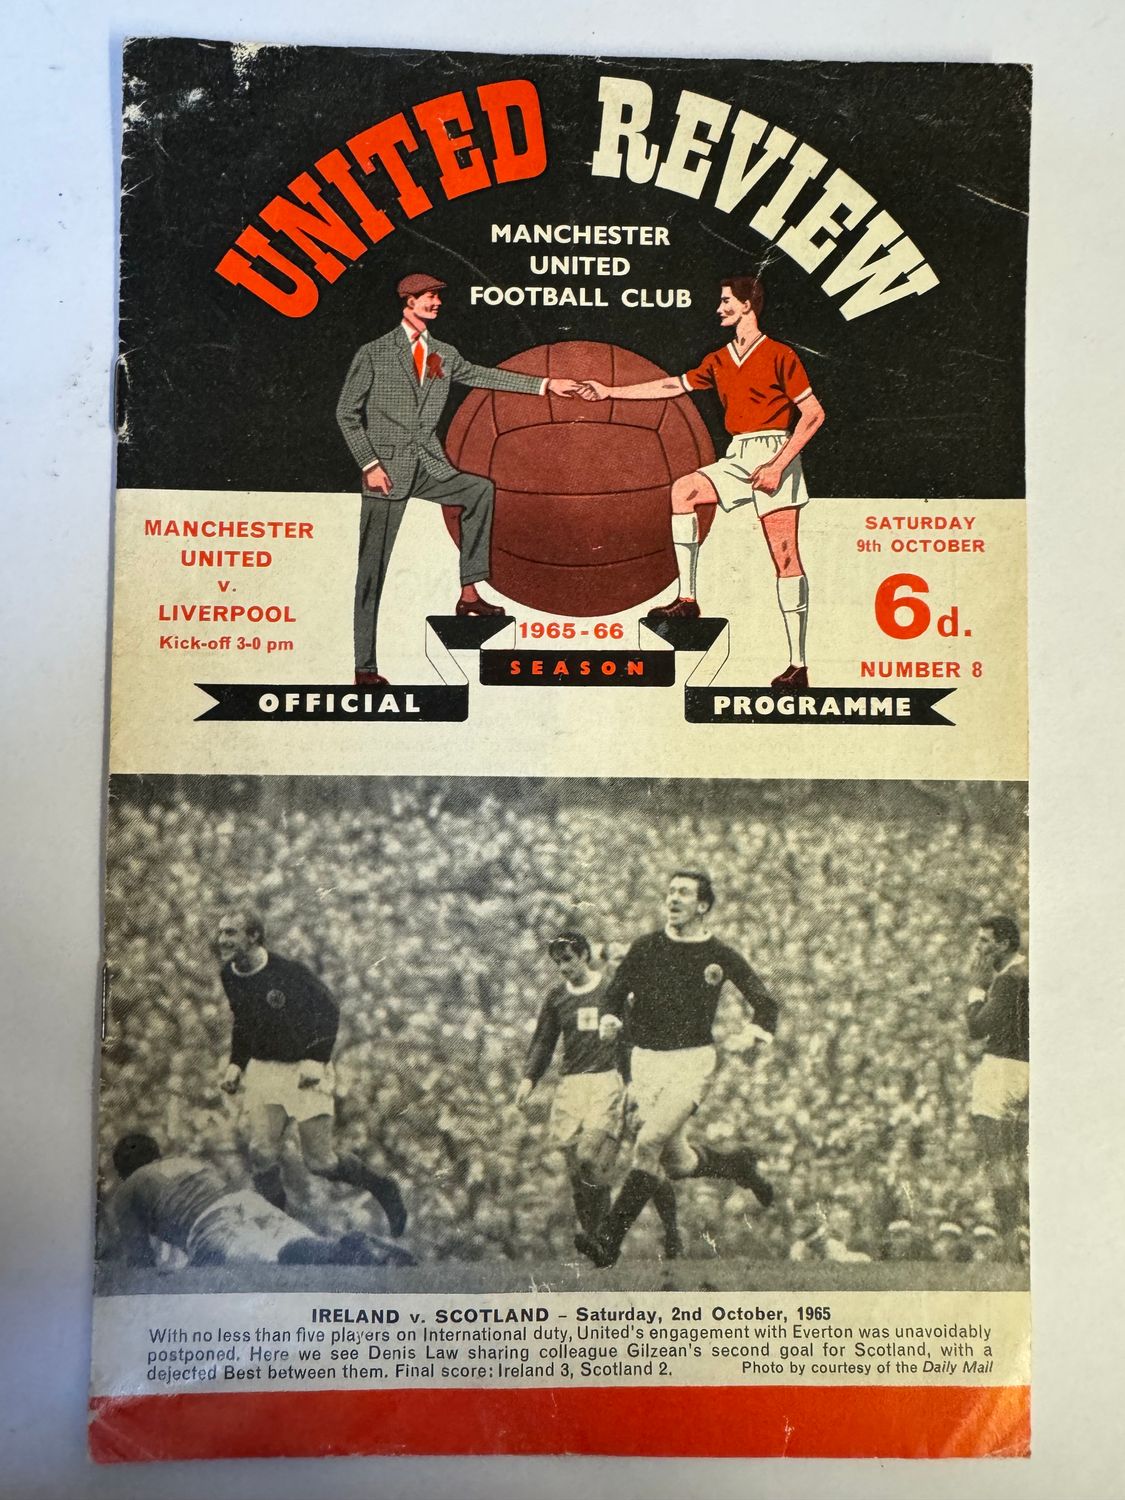 UNITED REVIEW
MANCHESTER
UNITED
FOOTBALL CLUB
MANCHESTER
UNITED
v.
LIVERPOOL
Kick-off 3-0 pm
SATURDAY
9th OCTOBER
6d.
NUMBER 8
1965-66
SEASON
OFFICIAL
PROGRAMME
IRELAND v. SCOTLAND – Saturday, 2nd October, 1965
With no less than five players on International duty, United's engagement with Everton was unavoidably
postponed. Here we see Denis Law sharing colleague Gilzean's second goal for Scotland, with a
dejected Best between them. Final score: Ireland 3, Scotland 2. Photo by courtesy of the Daily Mail